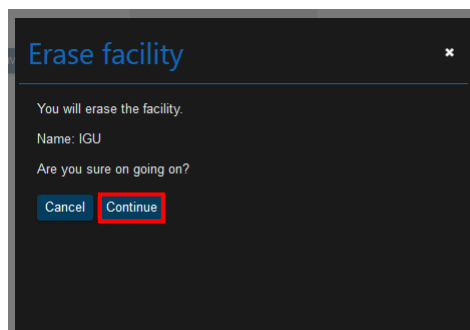 Erase facility
You will erase the facility.
Name: IGU
Are you sure on going on?
Cancel Continue